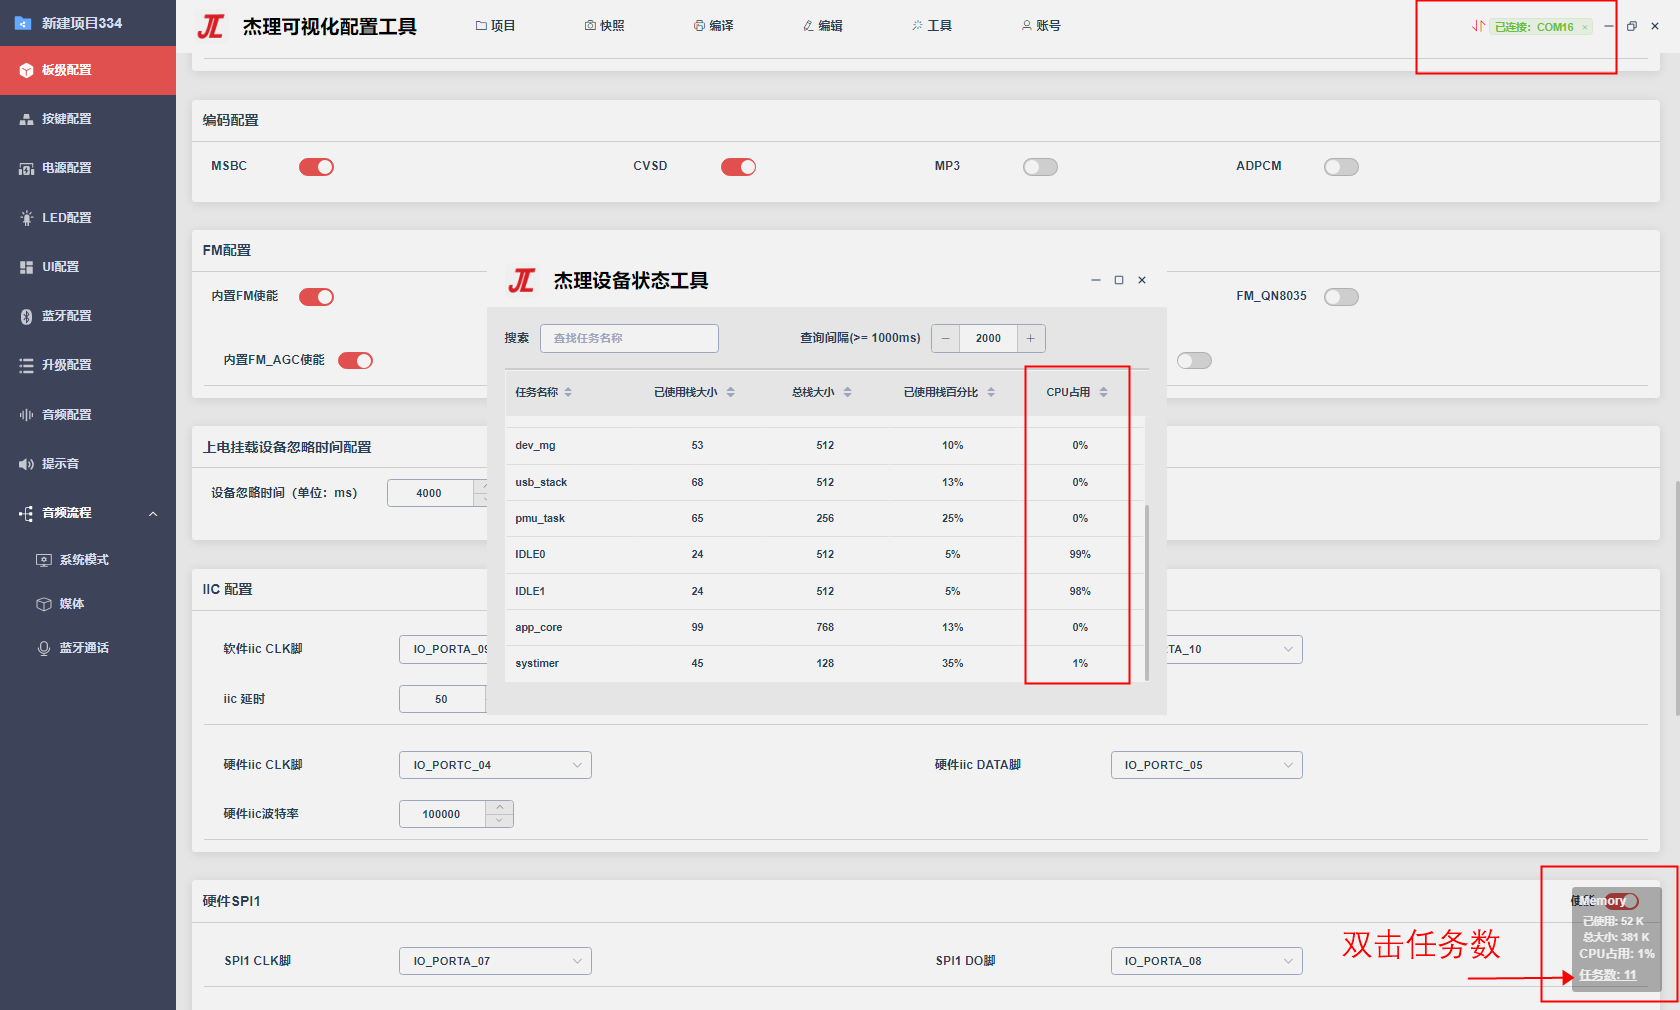 新建项目334
板级配置
按键配置
电源配置
LED配置
UI配置
蓝牙配置
升级配置
音频配置
提示音
音频流程
系统模式
媒体
蓝牙通话
JL 杰理可视化配置工具 项目 快照 编译 编辑 工具 账号 已连接：COM16
编码配置
MSBC CVSD MP3 ADPCM
FM配置
内置FM使能 FM_QN8035
内置FM_AGC使能
上电挂载设备忽略时间配置
设备忽略时间（单位：ms） 4000
IIC 配置
软件iic CLK脚 IO_PORTA_09 TA_10
iic 延时 50
硬件iic CLK脚 IO_PORTC_04 硬件iic DATA脚 IO_PORTC_05
硬件iic波特率 100000
硬件SPI1
SPI1 CLK脚 IO_PORTA_07 SPI1 DO脚 IO_PORTA_08
JL 杰理设备状态工具
搜索 查找任务名称 查询间隔(>= 1000ms) − 2000 +
任务名称 已使用栈大小 总栈大小 已使用栈百分比 CPU占用
dev_mg 53 512 10% 0%
usb_stack 68 512 13% 0%
pmu_task 65 256 25% 0%
IDLE0 24 512 5% 99%
IDLE1 24 512 5% 98%
app_core 99 768 13% 0%
systimer 45 128 35% 1%
双击任务数
Memory
已使用: 52 K
总大小: 381 K
CPU占用: 1%
任务数: 11